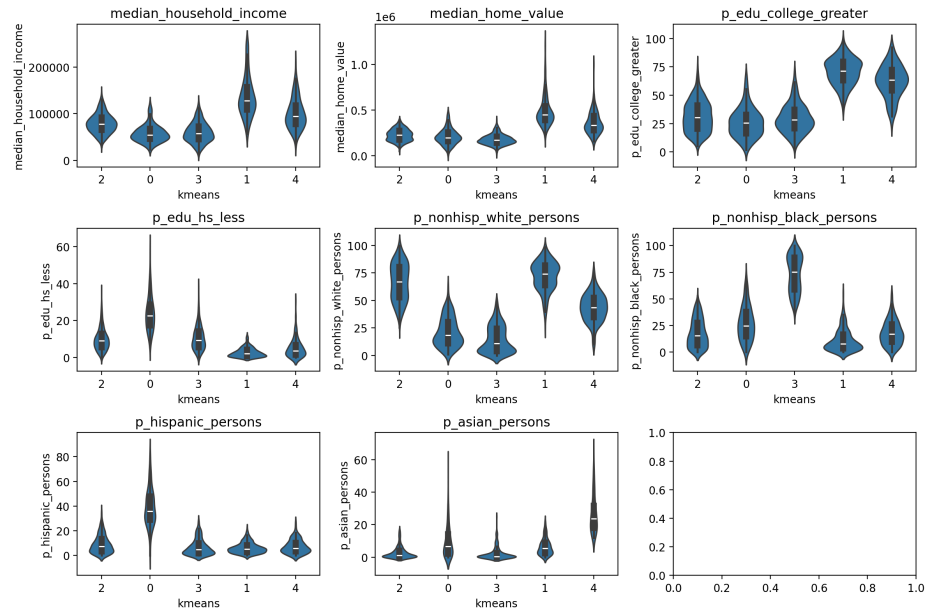 median_household_income
median_household_income
200000
100000
0
2 0 3 1 4
kmeans
median_home_value
1e6
median_home_value
1.0
0.5
0.0
2 0 3 1 4
kmeans
p_edu_college_greater
p_edu_college_greater
100
75
50
25
0
2 0 3 1 4
kmeans
p_edu_hs_less
p_edu_hs_less
60
40
20
0
2 0 3 1 4
kmeans
p_nonhisp_white_persons
p_nonhisp_white_persons
100
75
50
25
0
2 0 3 1 4
kmeans
p_nonhisp_black_persons
p_nonhisp_black_persons
100
75
50
25
0
2 0 3 1 4
kmeans
p_hispanic_persons
p_hispanic_persons
80
60
40
20
0
2 0 3 1 4
kmeans
p_asian_persons
p_asian_persons
60
40
20
0
2 0 3 1 4
kmeans
1.0
0.8
0.6
0.4
0.2
0.0
0.0 0.2 0.4 0.6 0.8 1.0